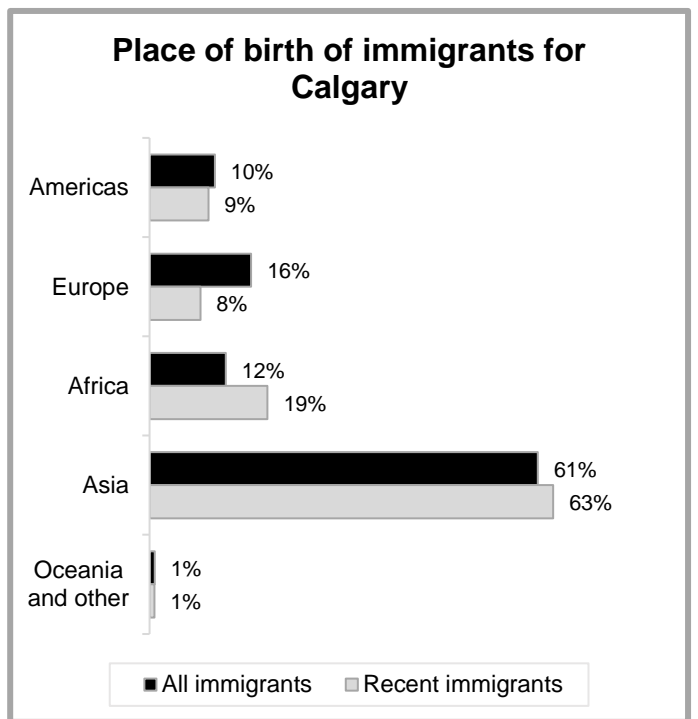 Place of birth of immigrants for
Calgary
Americas
10%
9%
Europe
16%
8%
Africa
12%
19%
Asia
61%
63%
Oceania
and other
1%
1%
All immigrants
Recent immigrants